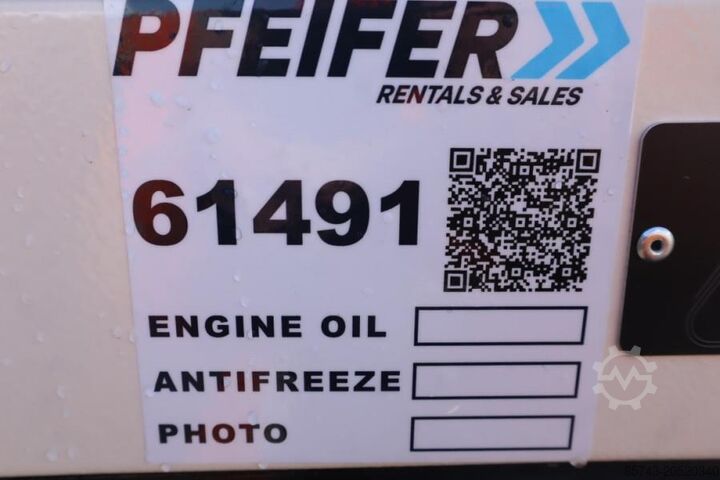 PFEIFER
RENTALS & SALES
61491
ENGINE OIL
ANTIFREEZE
PHOTO